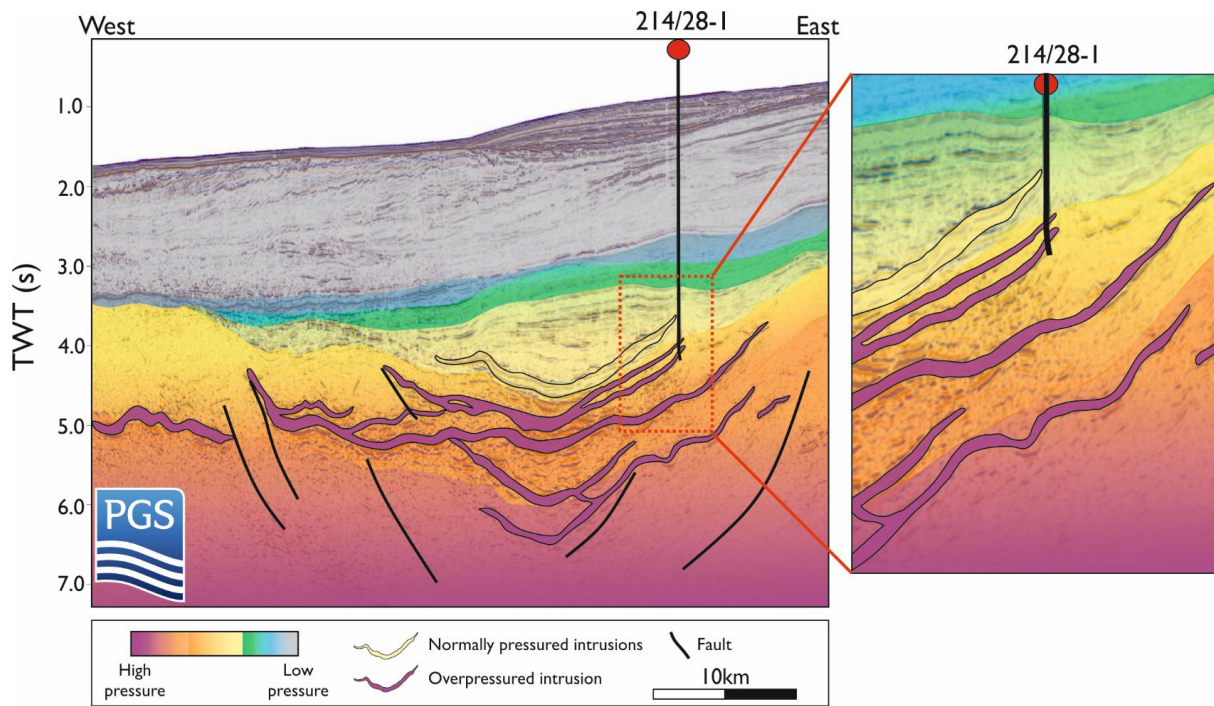 West
214/28-1
East
214/28-1
1.0
2.0
3.0
4.0
5.0
6.0
7.0
TWT (s)
PGS
High
pressure
Low
pressure
Normally pressured intrusions
Overpressured intrusion
Fault
10km